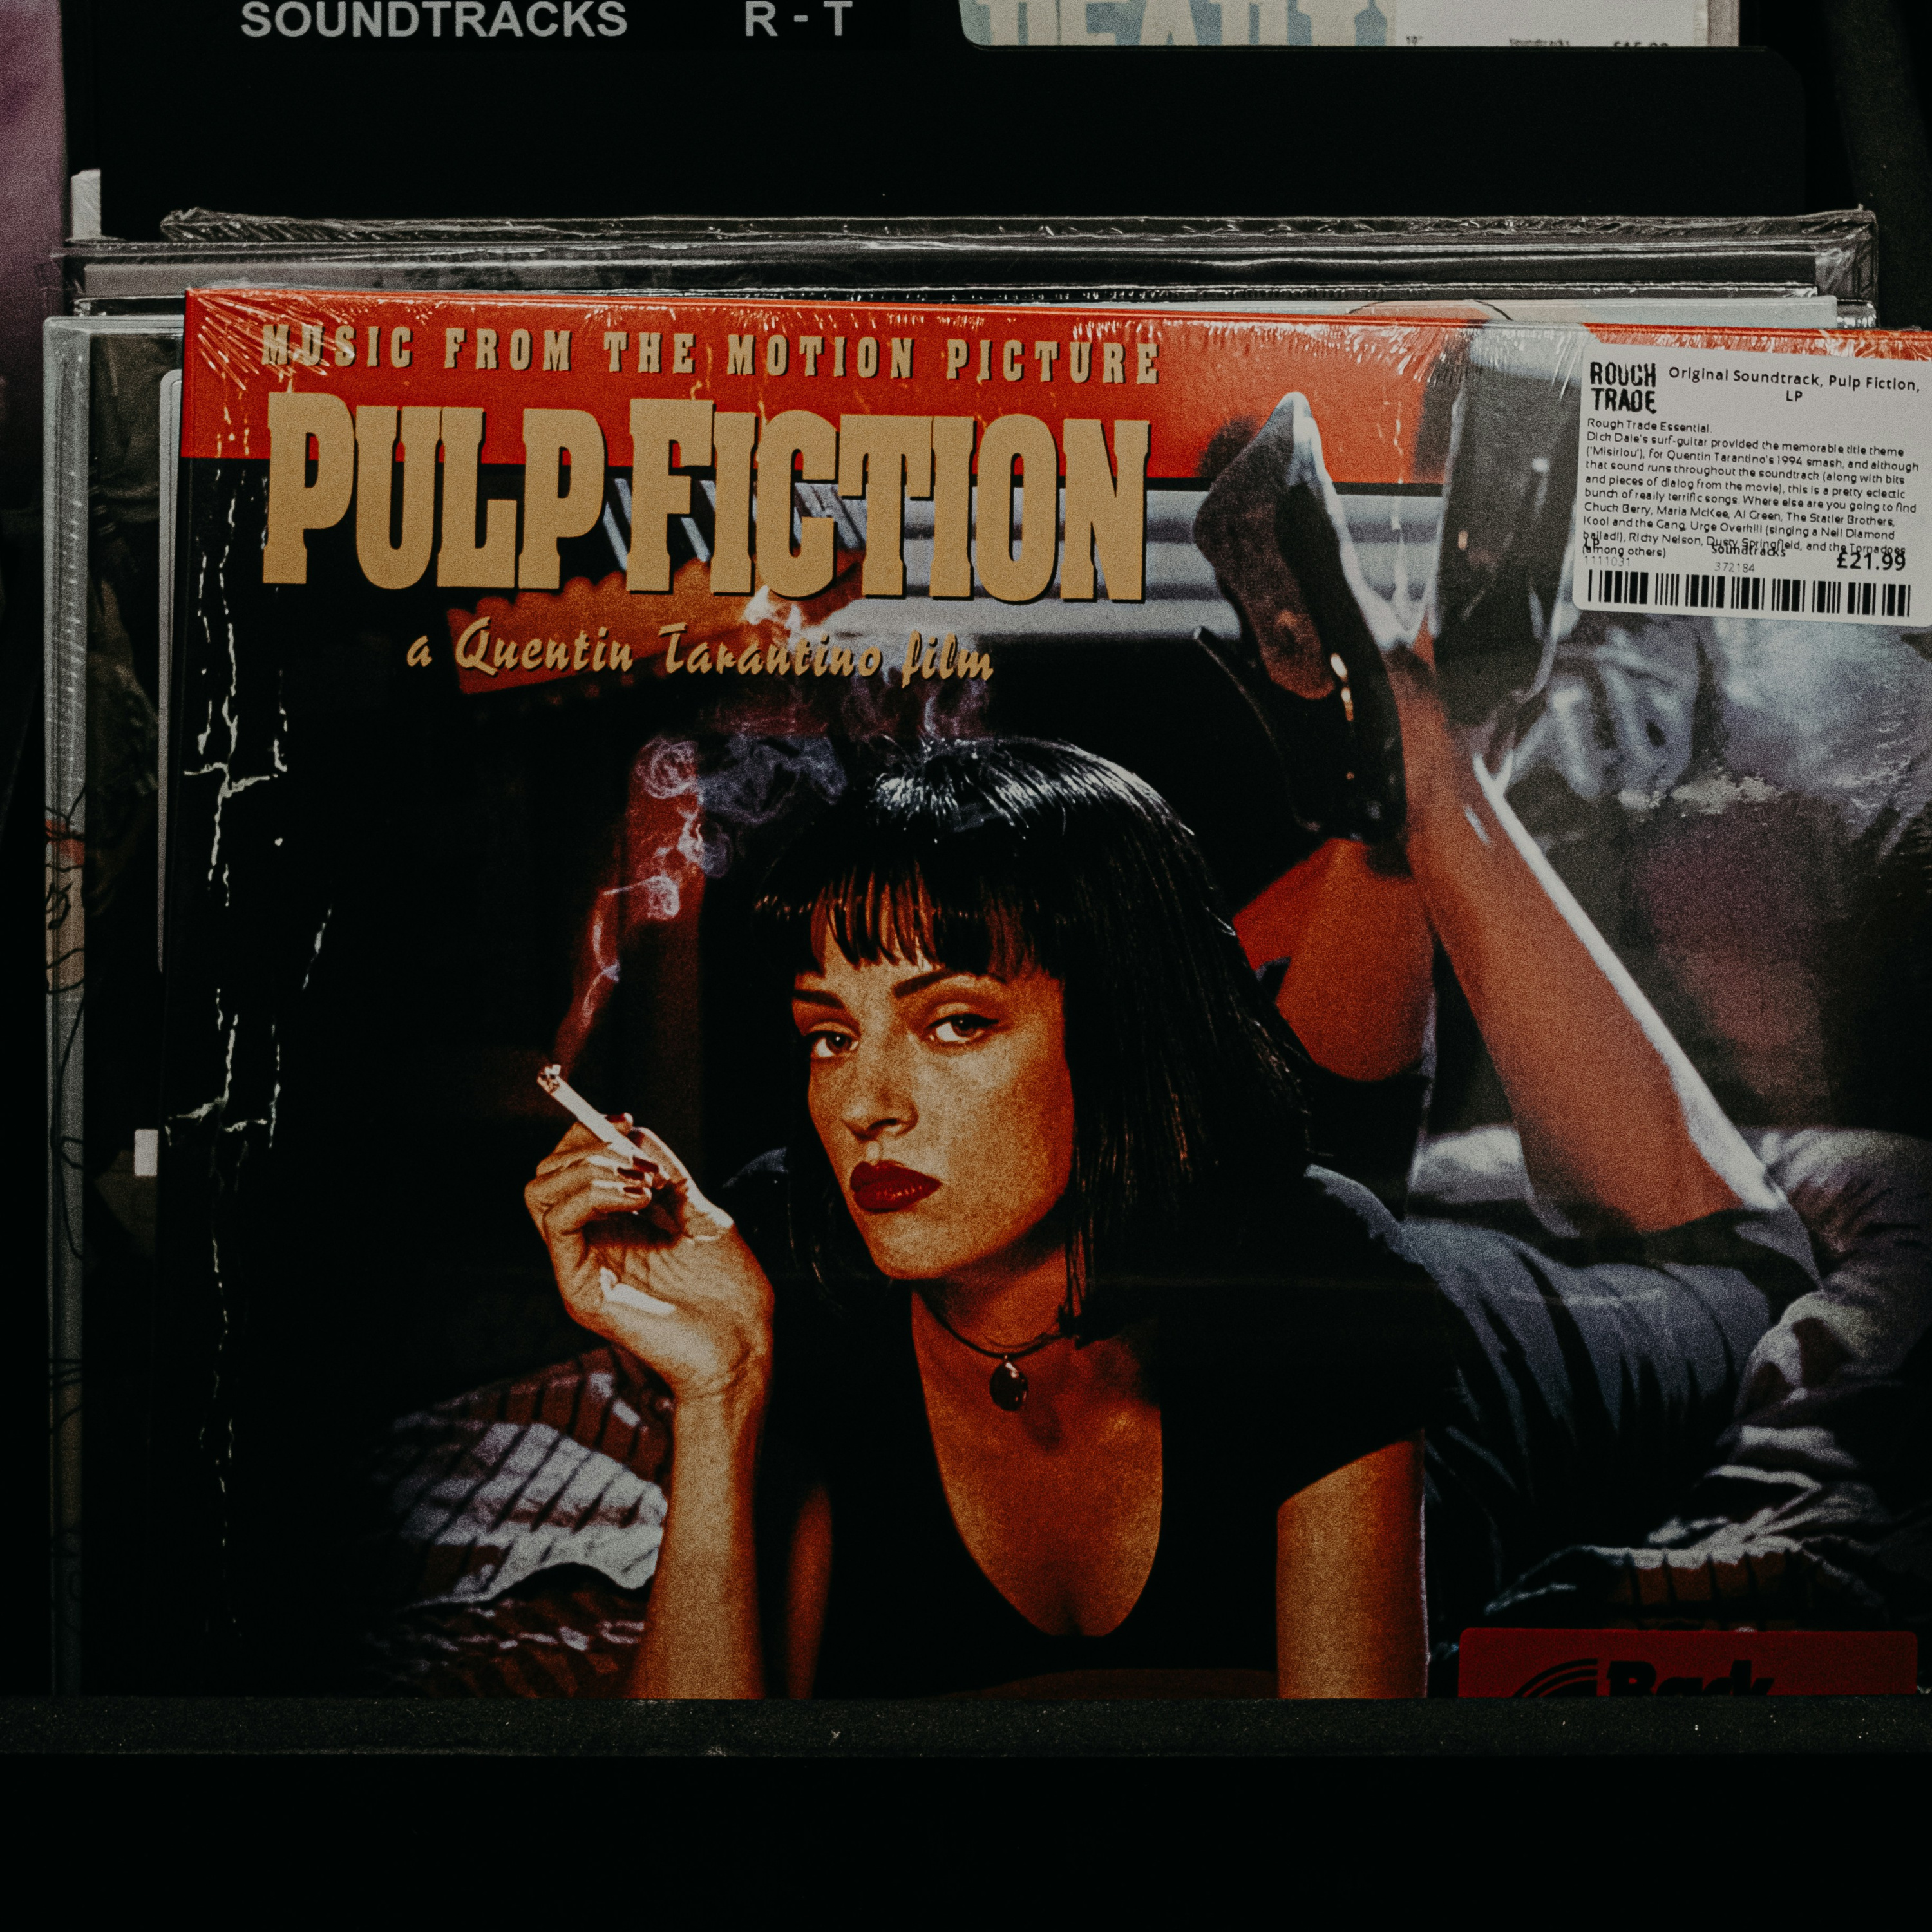 SOUNDTRACKS R - T
MUSIC FROM THE MOTION PICTURE
PULP FICTION
a Quentin Tarantino film
ROUGH
TRADE
Original Soundtrack, Pulp Fiction,
LP
Rough Trade Essential.
Dick Dale's surf-guitar provided the memorable title theme
('Misirlou'), for Quentin Tarantino's 1994 smash, and although
that sound runs throughout the soundtrack (along with bits
and pieces of dialog from the movie), this is a pretty eclectic
bunch of really terrific songs. Where else are you going to find
Chuck Berry, Maria McKee, Al Green, The Statler Brothers,
Kool and the Gang, Urge Overhill (singing a Neil Diamond
ballad!), Ricky Nelson, Dusty Springfield, and the Tornadoes
(among others)
LP Soundtracks £21.99
1111031 372184
Back